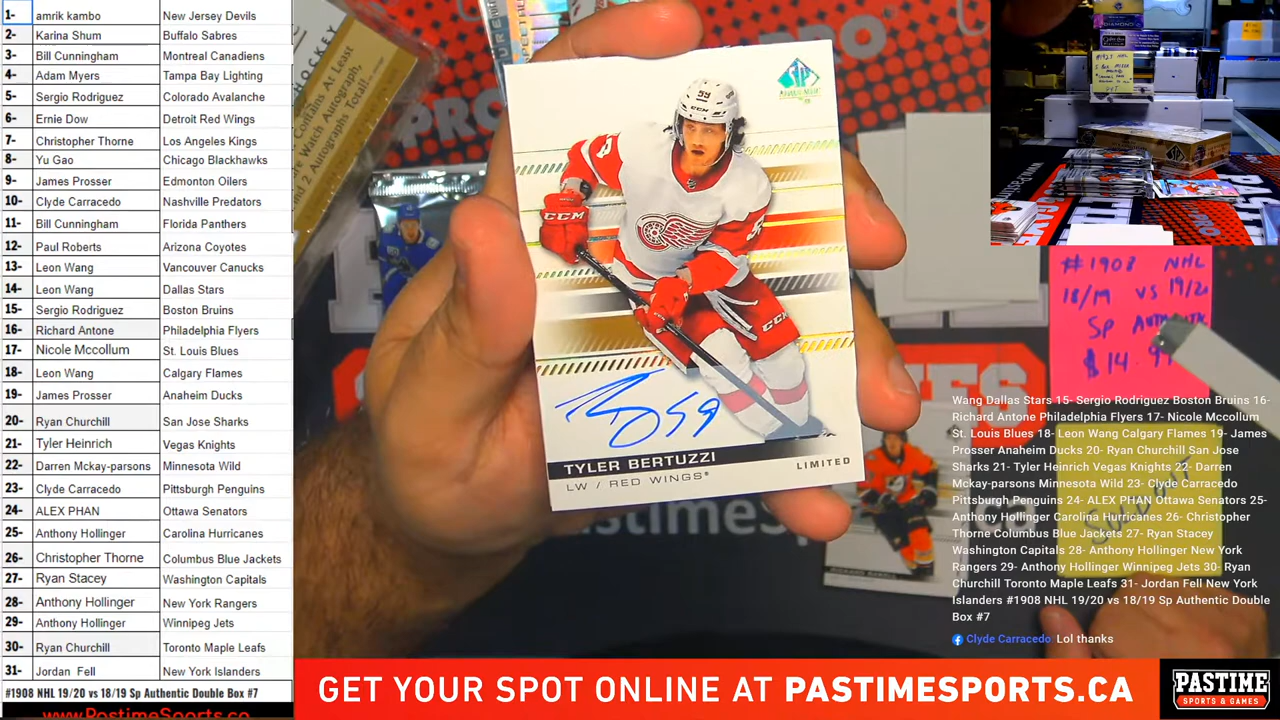 1- amrik kambo New Jersey Devils
2- Karina Shum Buffalo Sabres
3- Bill Cunningham Montreal Canadiens
4- Adam Myers Tampa Bay Lighting
5- Sergio Rodriguez Colorado Avalanche
6- Ernie Dow Detroit Red Wings
7- Christopher Thorne Los Angeles Kings
8- Yu Gao Chicago Blackhawks
9- James Prosser Edmonton Oilers
10- Clyde Carracedo Nashville Predators
11- Bill Cunningham Florida Panthers
12- Paul Roberts Arizona Coyotes
13- Leon Wang Vancouver Canucks
14- Leon Wang Dallas Stars
15- Sergio Rodriguez Boston Bruins
16- Richard Antone Philadelphia Flyers
17- Nicole Mccollum St. Louis Blues
18- Leon Wang Calgary Flames
19- James Prosser Anaheim Ducks
20- Ryan Churchill San Jose Sharks
21- Tyler Heinrich Vegas Knights
22- Darren Mckay-parsons Minnesota Wild
23- Clyde Carracedo Pittsburgh Penguins
24- ALEX PHAN Ottawa Senators
25- Anthony Hollinger Carolina Hurricanes
26- Christopher Thorne Columbus Blue Jackets
27- Ryan Stacey Washington Capitals
28- Anthony Hollinger New York Rangers
29- Anthony Hollinger Winnipeg Jets
30- Ryan Churchill Toronto Maple Leafs
31- Jordan Fell New York Islanders
#1908 NHL 19/20 vs 18/19 Sp Authentic Double Box #7
www.PastimeSports.ca
HOCKEY
Contains At Least
Autograph,
and 2 Autographs Total.
59
CCM
CCM
TYLER BERTUZZI
LW / RED WINGS
LIMITED
#1908 NHL
18/19 VS 19/20
SP AUTHENTIC
$14.99
Wang Dallas Stars 15- Sergio Rodriguez Boston Bruins 16-
Richard Antone Philadelphia Flyers 17- Nicole Mccollum
St. Louis Blues 18- Leon Wang Calgary Flames 19- James
Prosser Anaheim Ducks 20- Ryan Churchill San Jose
Sharks 21- Tyler Heinrich Vegas Knights 22- Darren
Mckay-parsons Minnesota Wild 23- Clyde Carracedo
Pittsburgh Penguins 24- ALEX PHAN Ottawa Senators 25-
Anthony Hollinger Carolina Hurricanes 26- Christopher
Thorne Columbus Blue Jackets 27- Ryan Stacey
Washington Capitals 28- Anthony Hollinger New York
Rangers 29- Anthony Hollinger Winnipeg Jets 30- Ryan
Churchill Toronto Maple Leafs 31- Jordan Fell New York
Islanders #1908 NHL 19/20 vs 18/19 Sp Authentic Double
Box #7
Clyde Carracedo Lol thanks
GET YOUR SPOT ONLINE AT PASTIMESPORTS.CA
PASTIME
SPORTS & GAMES